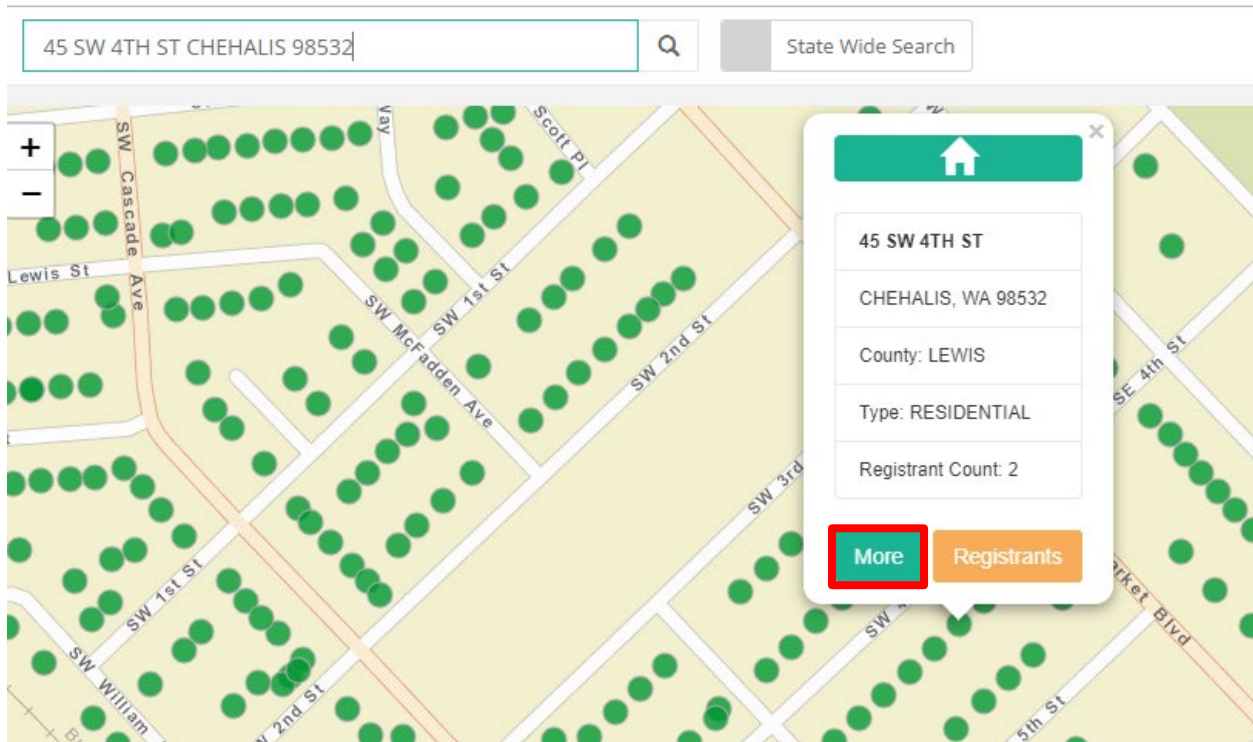 45 SW 4TH ST CHEHALIS 98532
State Wide Search
+
−
SW Cascade Ave
Way
Scott Pl
Lewis St
SW 1st St
SW McFadden Ave
SW 2nd St
SW 3rd
SE 4th St
5th St
SW 1st St
SW William
2nd St
×
45 SW 4TH ST
CHEHALIS, WA 98532
County: LEWIS
Type: RESIDENTIAL
Registrant Count: 2
More
Registrants
SW
Blvd